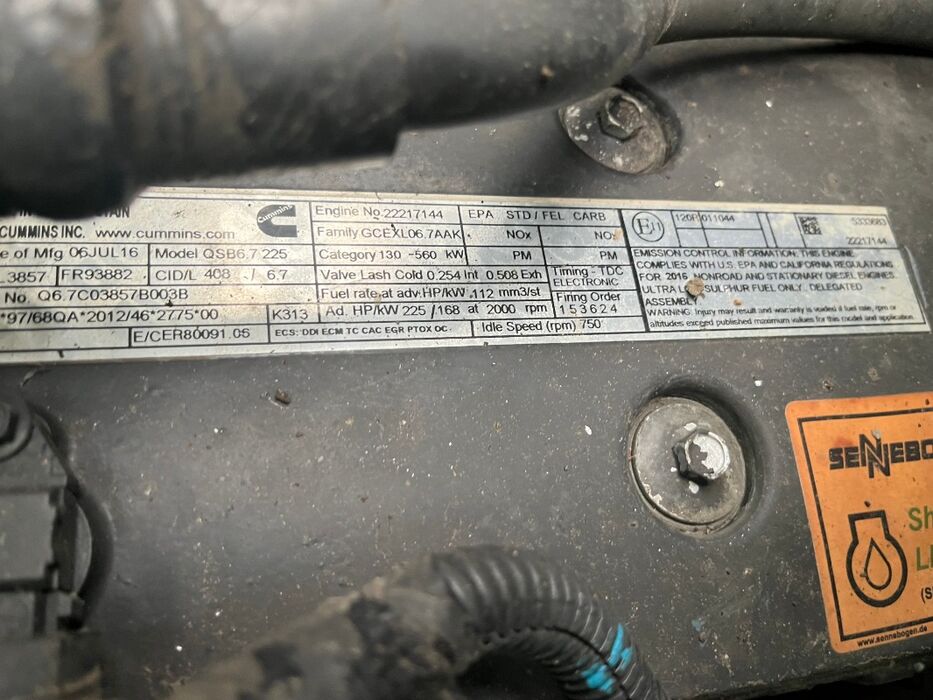 CUMMINS INC. www.cummins.com
Cummins
Engine No. 22217144
EPA STD / FEL CARB
Family GCEXL06.7AAK
NOx
NOx
e of Mfg 06JUL16 Model QSB6.7 225
Category 130 -560 kW
PM
PM
3857 FR93882 CID/L 408 / 6.7
Valve Lash Cold 0.254 Int 0.508 Exh
Timing - TDC
ELECTRONIC
No. Q6.7C03857B003B
Fuel rate at adv.HP/kW 112 mm3/st
Firing Order
1 5 3 6 2 4
*97/68QA*2012/46*2775*00 K313
Ad. HP/kW 225 /168 at 2000 rpm
E/CER80091.06
ECS: DDI ECM TC CAC EGR PTOX OC.
Idle Speed (rpm) 750
E11
120R 011044
5333683
22217144
EMISSION CONTROL INFORMATION: THIS ENGINE
COMPLIES WITH U.S. EPA AND CALIFORNIA REGULATIONS
FOR 2016 NONROAD AND STATIONARY DIESEL ENGINES.
ULTRA LOW SULPHUR FUEL ONLY. DELEGATED
ASSEMBLY
WARNING: Injury may result and warranty is voided if fuel rate, rpm or
altitudes exceed published maximum values for this model and application.
SENNEBO
Sh
(S
www.sennebogen.de